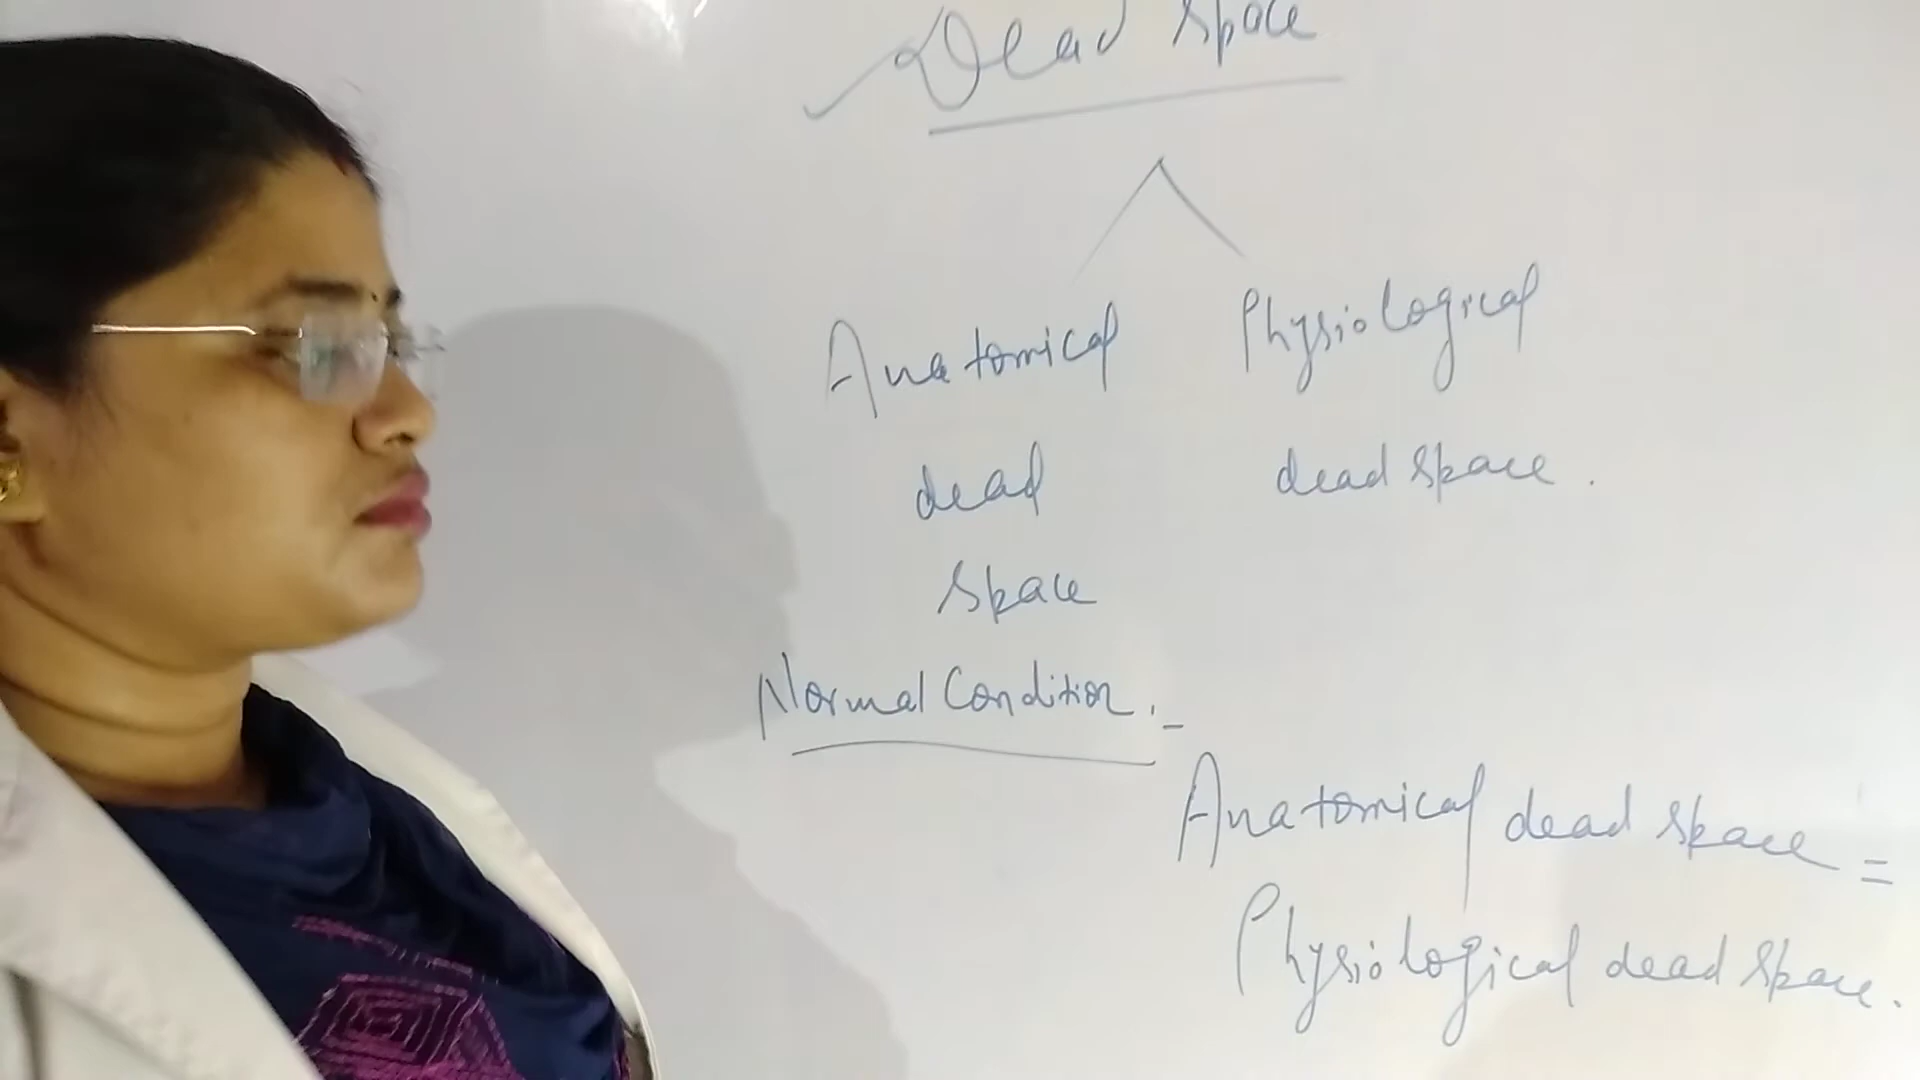 Dead space
Anatomical Physiological
dead dead space.
space
Normal Condition.-
Anatomical dead space =
Physiological dead space.